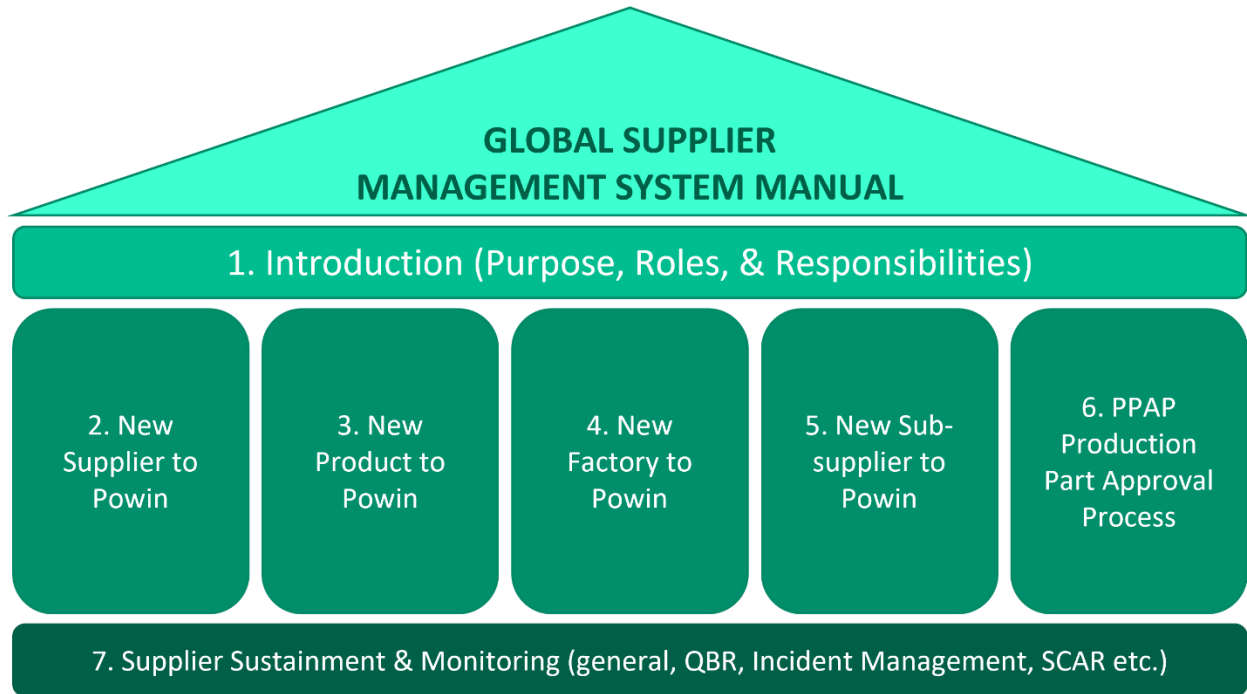 GLOBAL SUPPLIER
MANAGEMENT SYSTEM MANUAL
1. Introduction (Purpose, Roles, & Responsibilities)
2. New
Supplier to
Powin
3. New
Product to
Powin
4. New
Factory to
Powin
5. New Sub-
supplier to
Powin
6. PPAP
Production
Part Approval
Process
7. Supplier Sustainment & Monitoring (general, QBR, Incident Management, SCAR etc.)